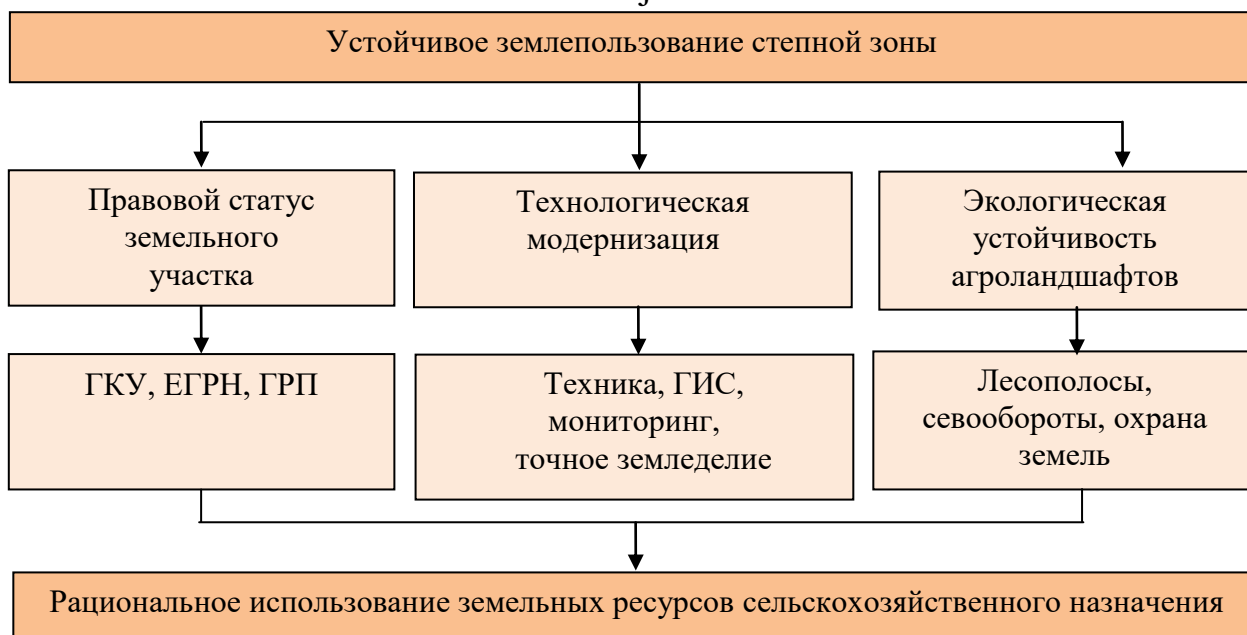 Устойчивое землепользование степной зоны
Правовой статус
земельного
участка
Технологическая
модернизация
Экологическая
устойчивость
агроландшафтов
ГКУ, ЕГРН, ГРП
Техника, ГИС,
мониторинг,
точное земледелие
Лесополосы,
севообороты, охрана
земель
Рациональное использование земельных ресурсов сельскохозяйственного назначения